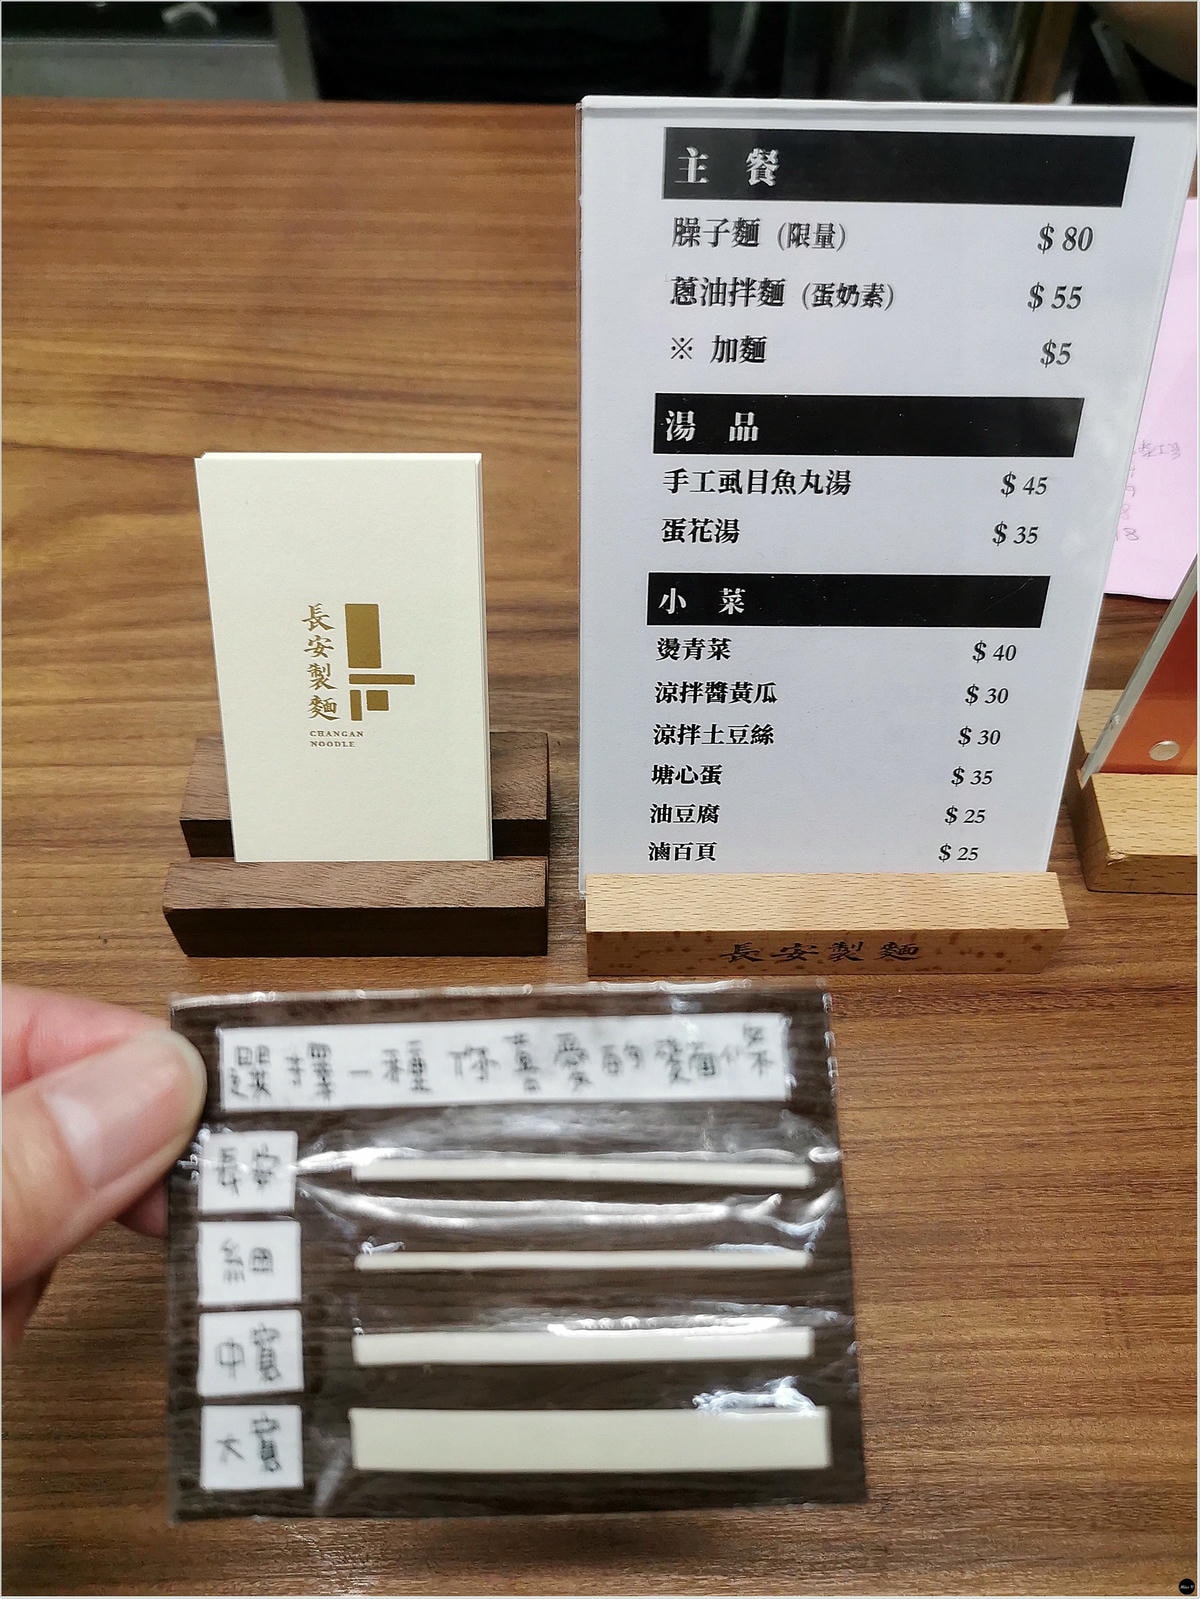 主 餐
臊子麵 (限量) $ 80
蔥油拌麵 (蛋奶素) $ 55
※ 加麵 $5
湯 品
手工虱目魚丸湯 $ 45
蛋花湯 $ 35
小 菜
燙青菜 $ 40
涼拌醬黃瓜 $ 30
涼拌土豆絲 $ 30
塘心蛋 $ 35
油豆腐 $ 25
滷百頁 $ 25
長安製麵
長安製麵
CHANGAN
NOODLE
選擇一種你喜愛的麵條
長安
細
中寬
大寬